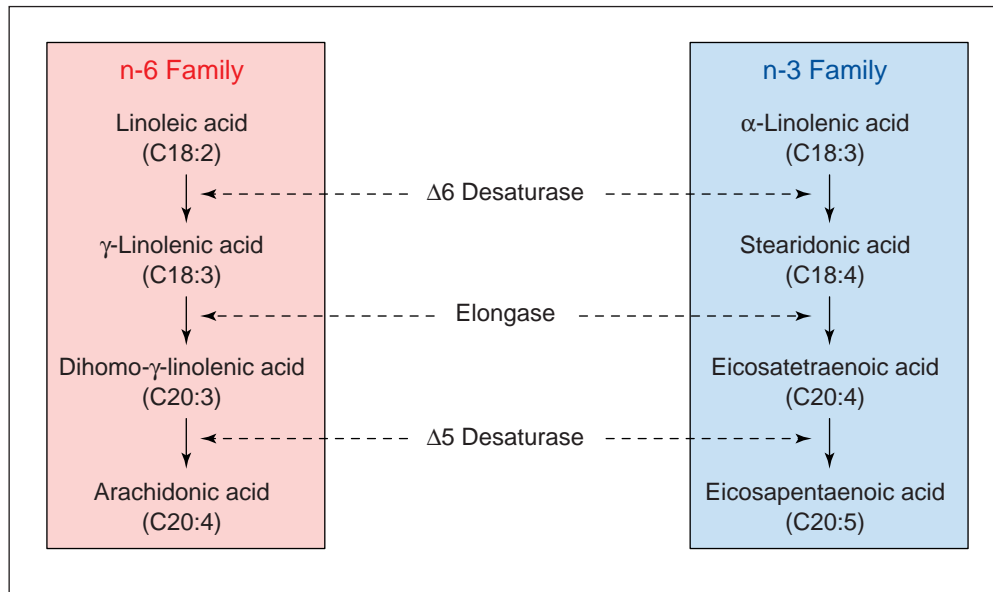 n-6 Family
Linoleic acid
(C18:2)
γ-Linolenic acid
(C18:3)
Dihomo-γ-linolenic acid
(C20:3)
Arachidonic acid
(C20:4)
Δ6 Desaturase
Elongase
Δ5 Desaturase
n-3 Family
α-Linolenic acid
(C18:3)
Stearidonic acid
(C18:4)
Eicosatetraenoic acid
(C20:4)
Eicosapentaenoic acid
(C20:5)